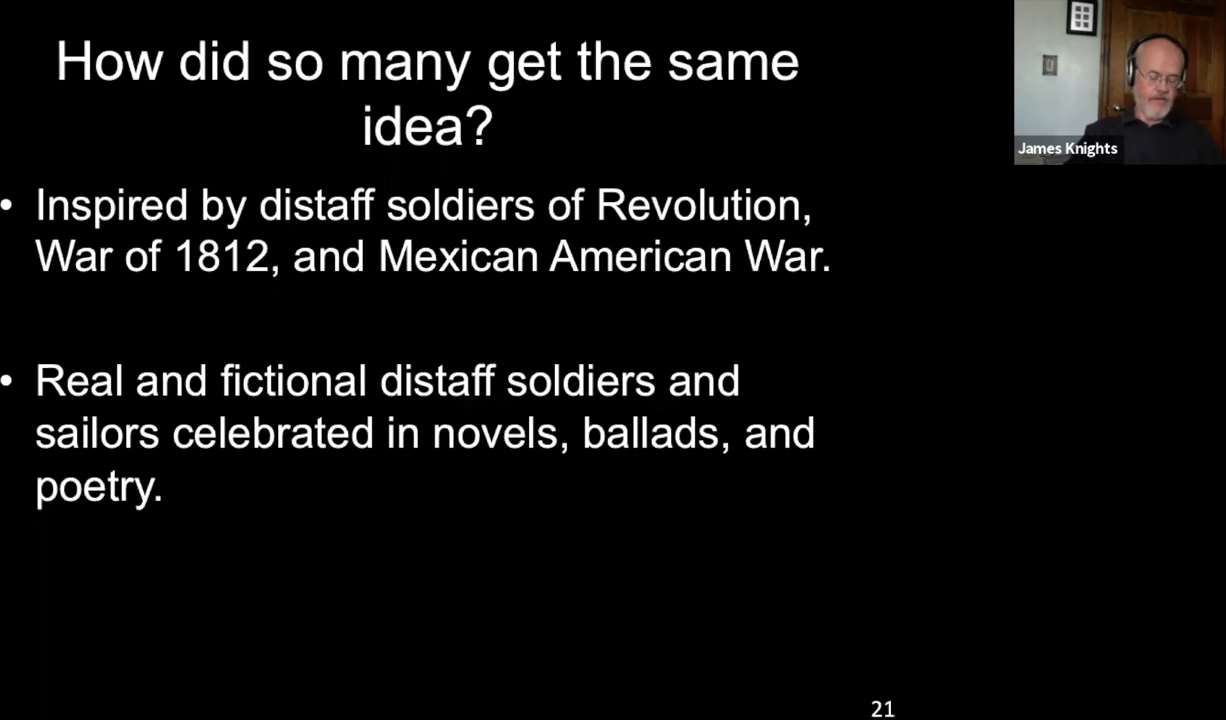 How did so many get the same
idea?
• Inspired by distaff soldiers of Revolution,
War of 1812, and Mexican American War.
• Real and fictional distaff soldiers and
sailors celebrated in novels, ballads, and
poetry.
James Knights
21